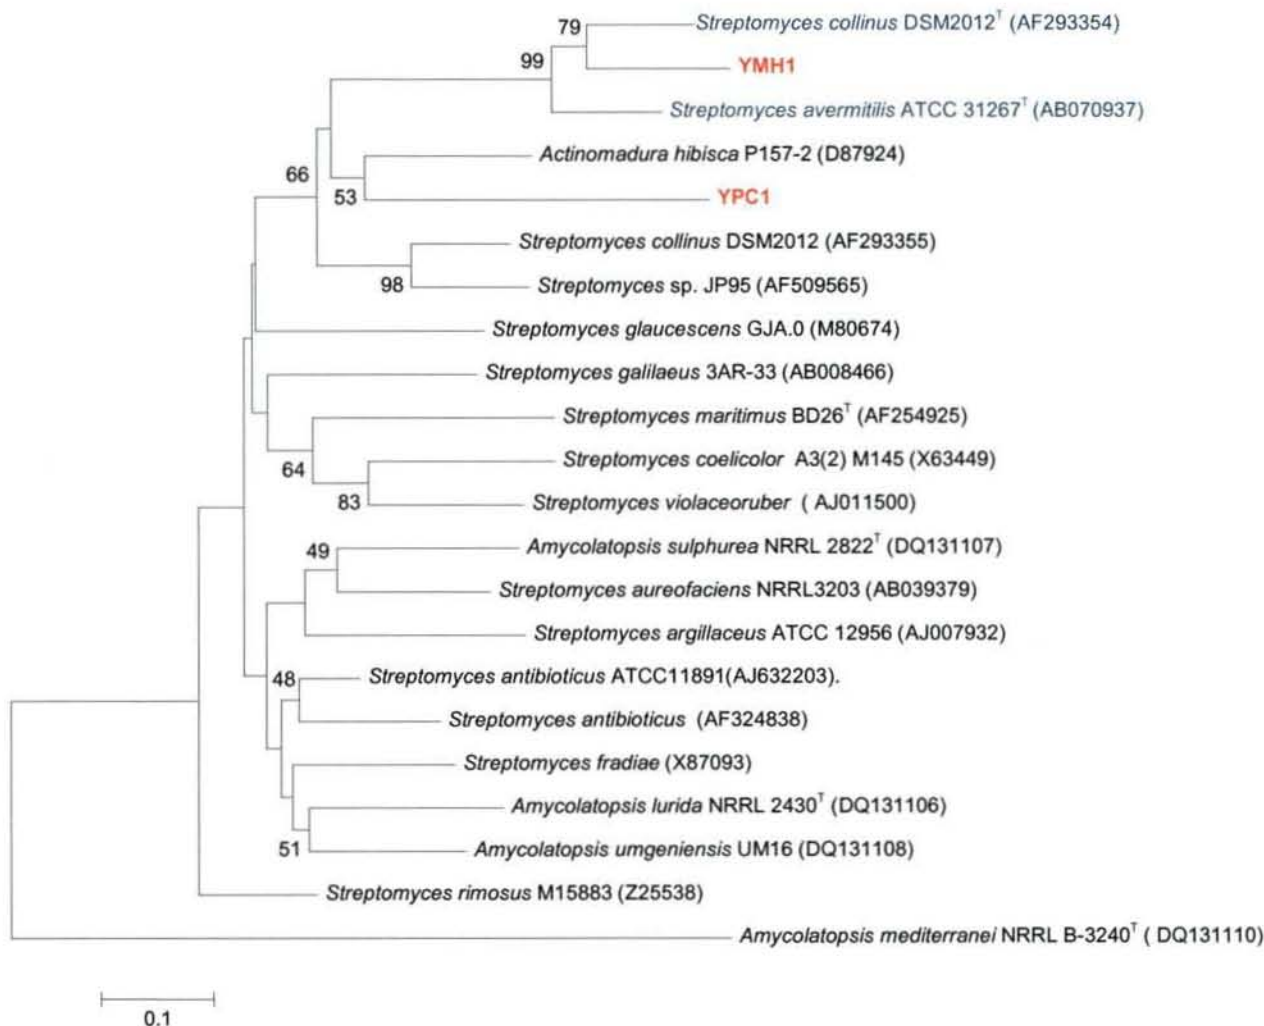 79
Streptomyces collinus DSM2012T (AF293354)
99
YMH1
Streptomyces avermitilis ATCC 31267T (AB070937)
Actinomadura hibisca P157-2 (D87924)
66
53
YPC1
Streptomyces collinus DSM2012 (AF293355)
98
Streptomyces sp. JP95 (AF509565)
Streptomyces glaucescens GJA.0 (M80674)
Streptomyces galilaeus 3AR-33 (AB008466)
Streptomyces maritimus BD26T (AF254925)
64
Streptomyces coelicolor A3(2) M145 (X63449)
83
Streptomyces violaceoruber ( AJ011500)
49
Amycolatopsis sulphurea NRRL 2822T (DQ131107)
Streptomyces aureofaciens NRRL3203 (AB039379)
Streptomyces argillaceus ATCC 12956 (AJ007932)
48
Streptomyces antibioticus ATCC11891(AJ632203).
Streptomyces antibioticus (AF324838)
Streptomyces fradiae (X87093)
Amycolatopsis lurida NRRL 2430T (DQ131106)
51
Amycolatopsis umgeniensis UM16 (DQ131108)
Streptomyces rimosus M15883 (Z25538)
Amycolatopsis mediterranei NRRL B-3240T ( DQ131110)
0.1